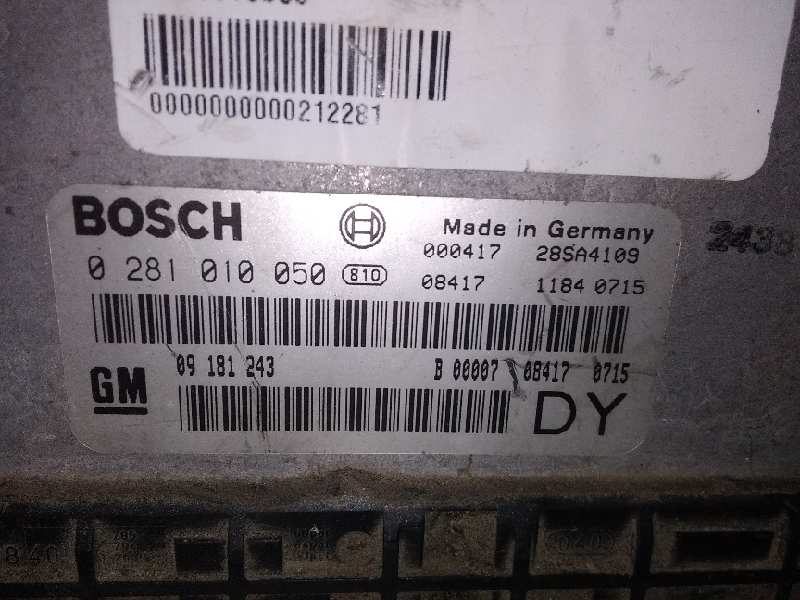 0000000000212281
BOSCH
Made in Germany
000417 28SA4109
0 281 010 050 810
08417 1184 0715
09 181 243 B 00007 08417 0715
GM
DY